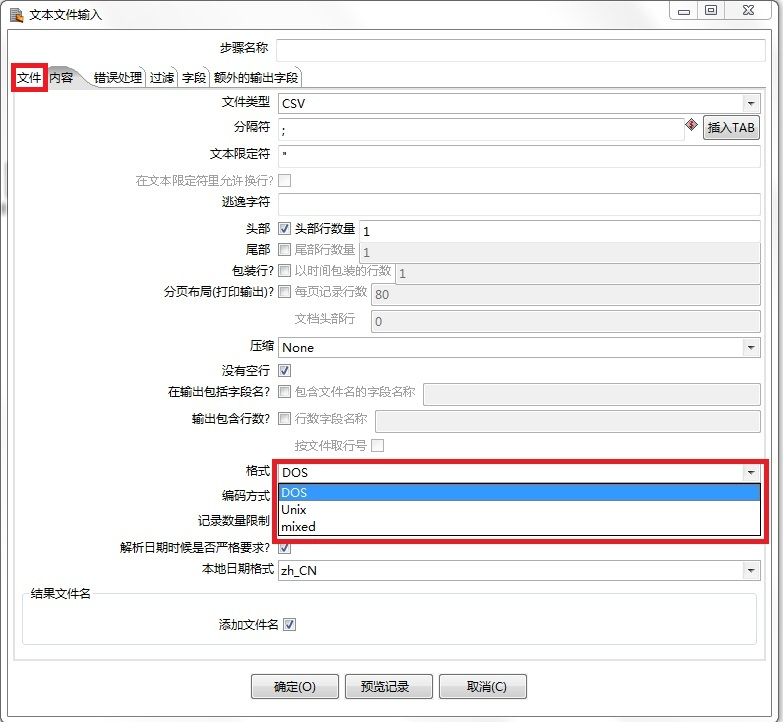 文本文件输入
步骤名称
文件 内容 错误处理 过滤 字段 额外的输出字段
文件类型 CSV
分隔符 ; 插入TAB
文本限定符 "
在文本限定符里允许换行?
逃逸字符
头部 头部行数量 1
尾部 尾部行数量 1
包装行? 以时间包装的行数 1
分页布局(打印输出)? 每页记录行数 80
文档头部行 0
压缩 None
没有空行
在输出包括字段名? 包含文件名的字段名称
输出包含行数? 行数字段名称
按文件取行号
格式 DOS
编码方式 DOS
Unix
记录数量限制 mixed
解析日期时候是否严格要求?
本地日期格式 zh_CN
结果文件名
添加文件名
确定(O) 预览记录 取消(C)